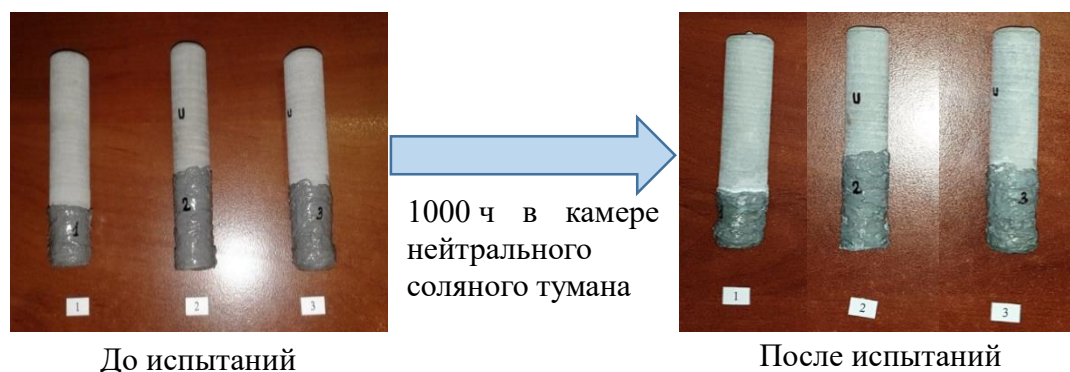 U
U
1
2
3
1
2
3
До испытаний
1000 ч в камере
нейтрального
соляного тумана
U
U
2
3
1
2
3
После испытаний